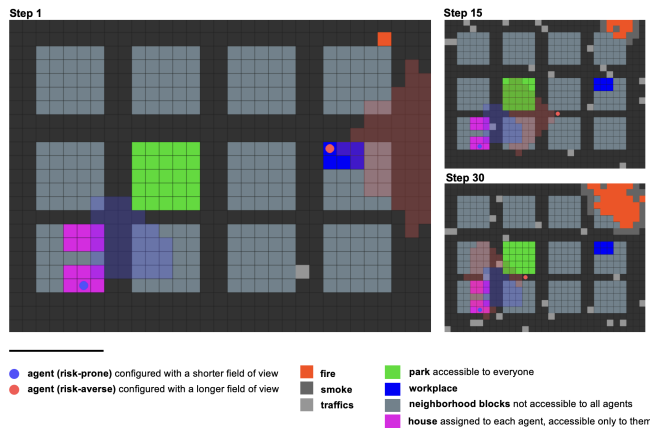 Step 1
Step 15
Step 30
agent (risk-prone) configured with a shorter field of view
agent (risk-averse) configured with a longer field of view
fire
smoke
traffics
park accessible to everyone
workplace
neighborhood blocks not accessible to all agents
house assigned to each agent, accessible only to them